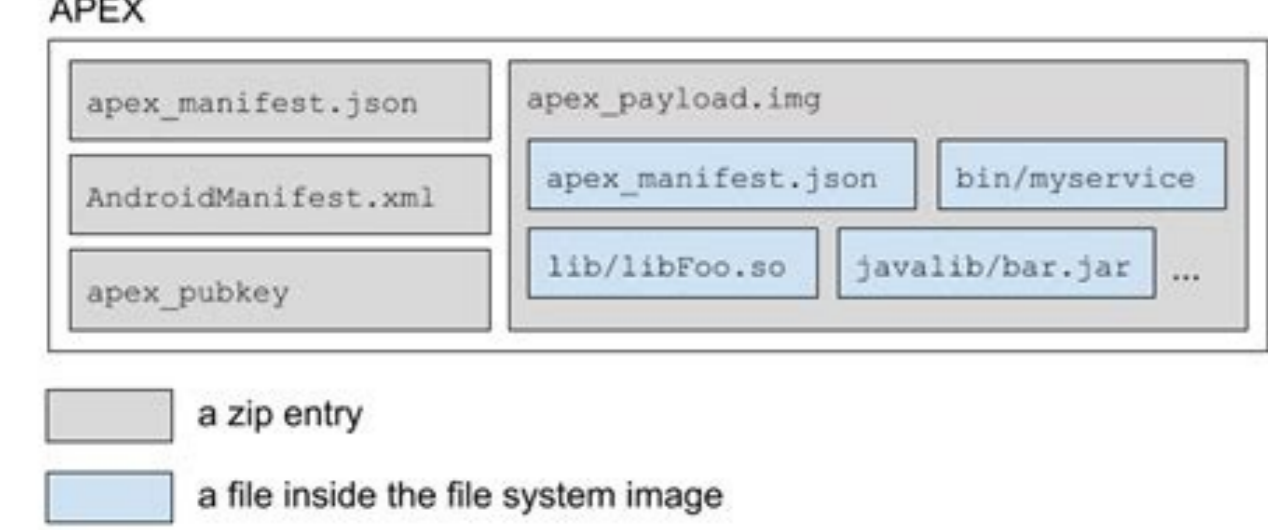 APEX
apex_manifest.json
AndroidManifest.xml
apex_pubkey
apex_payload.img
apex_manifest.json
bin/myservice
lib/libFoo.so
javalib/bar.jar
...
a zip entry
a file inside the file system image